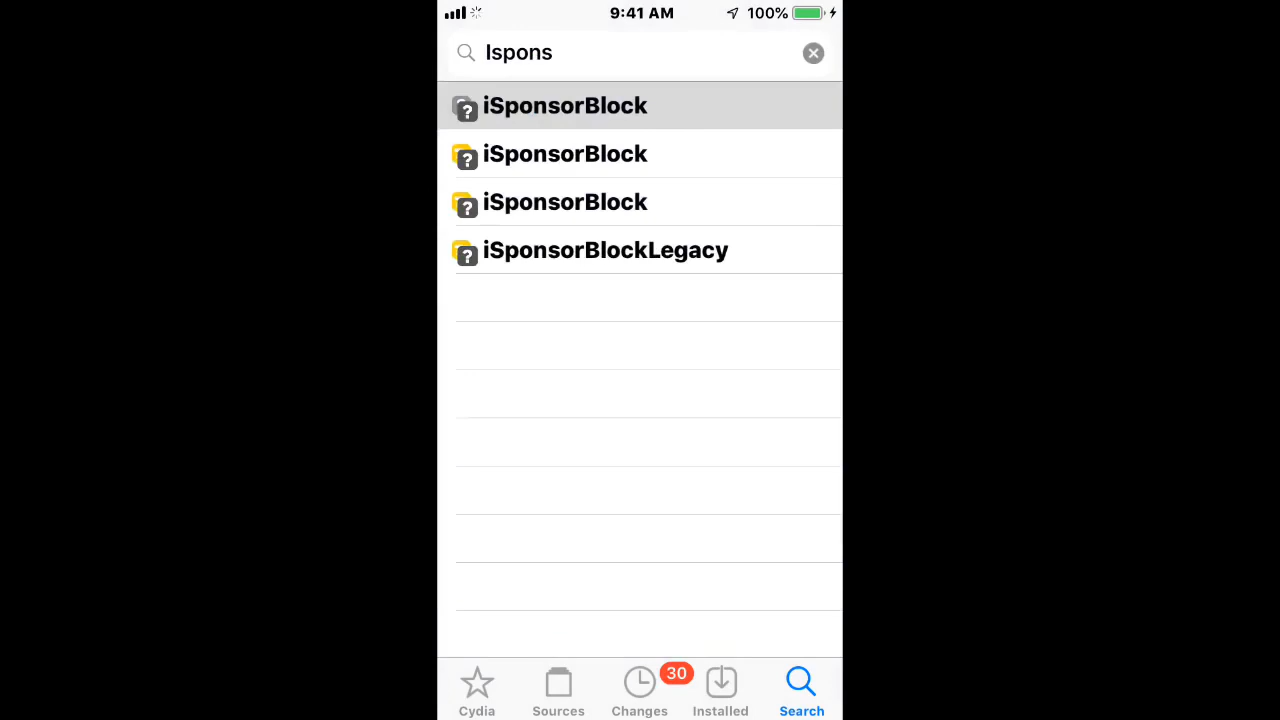 9:41 AM 100%
Ispons
iSponsorBlock
iSponsorBlock
iSponsorBlock
iSponsorBlockLegacy
30
Cydia Sources Changes Installed Search